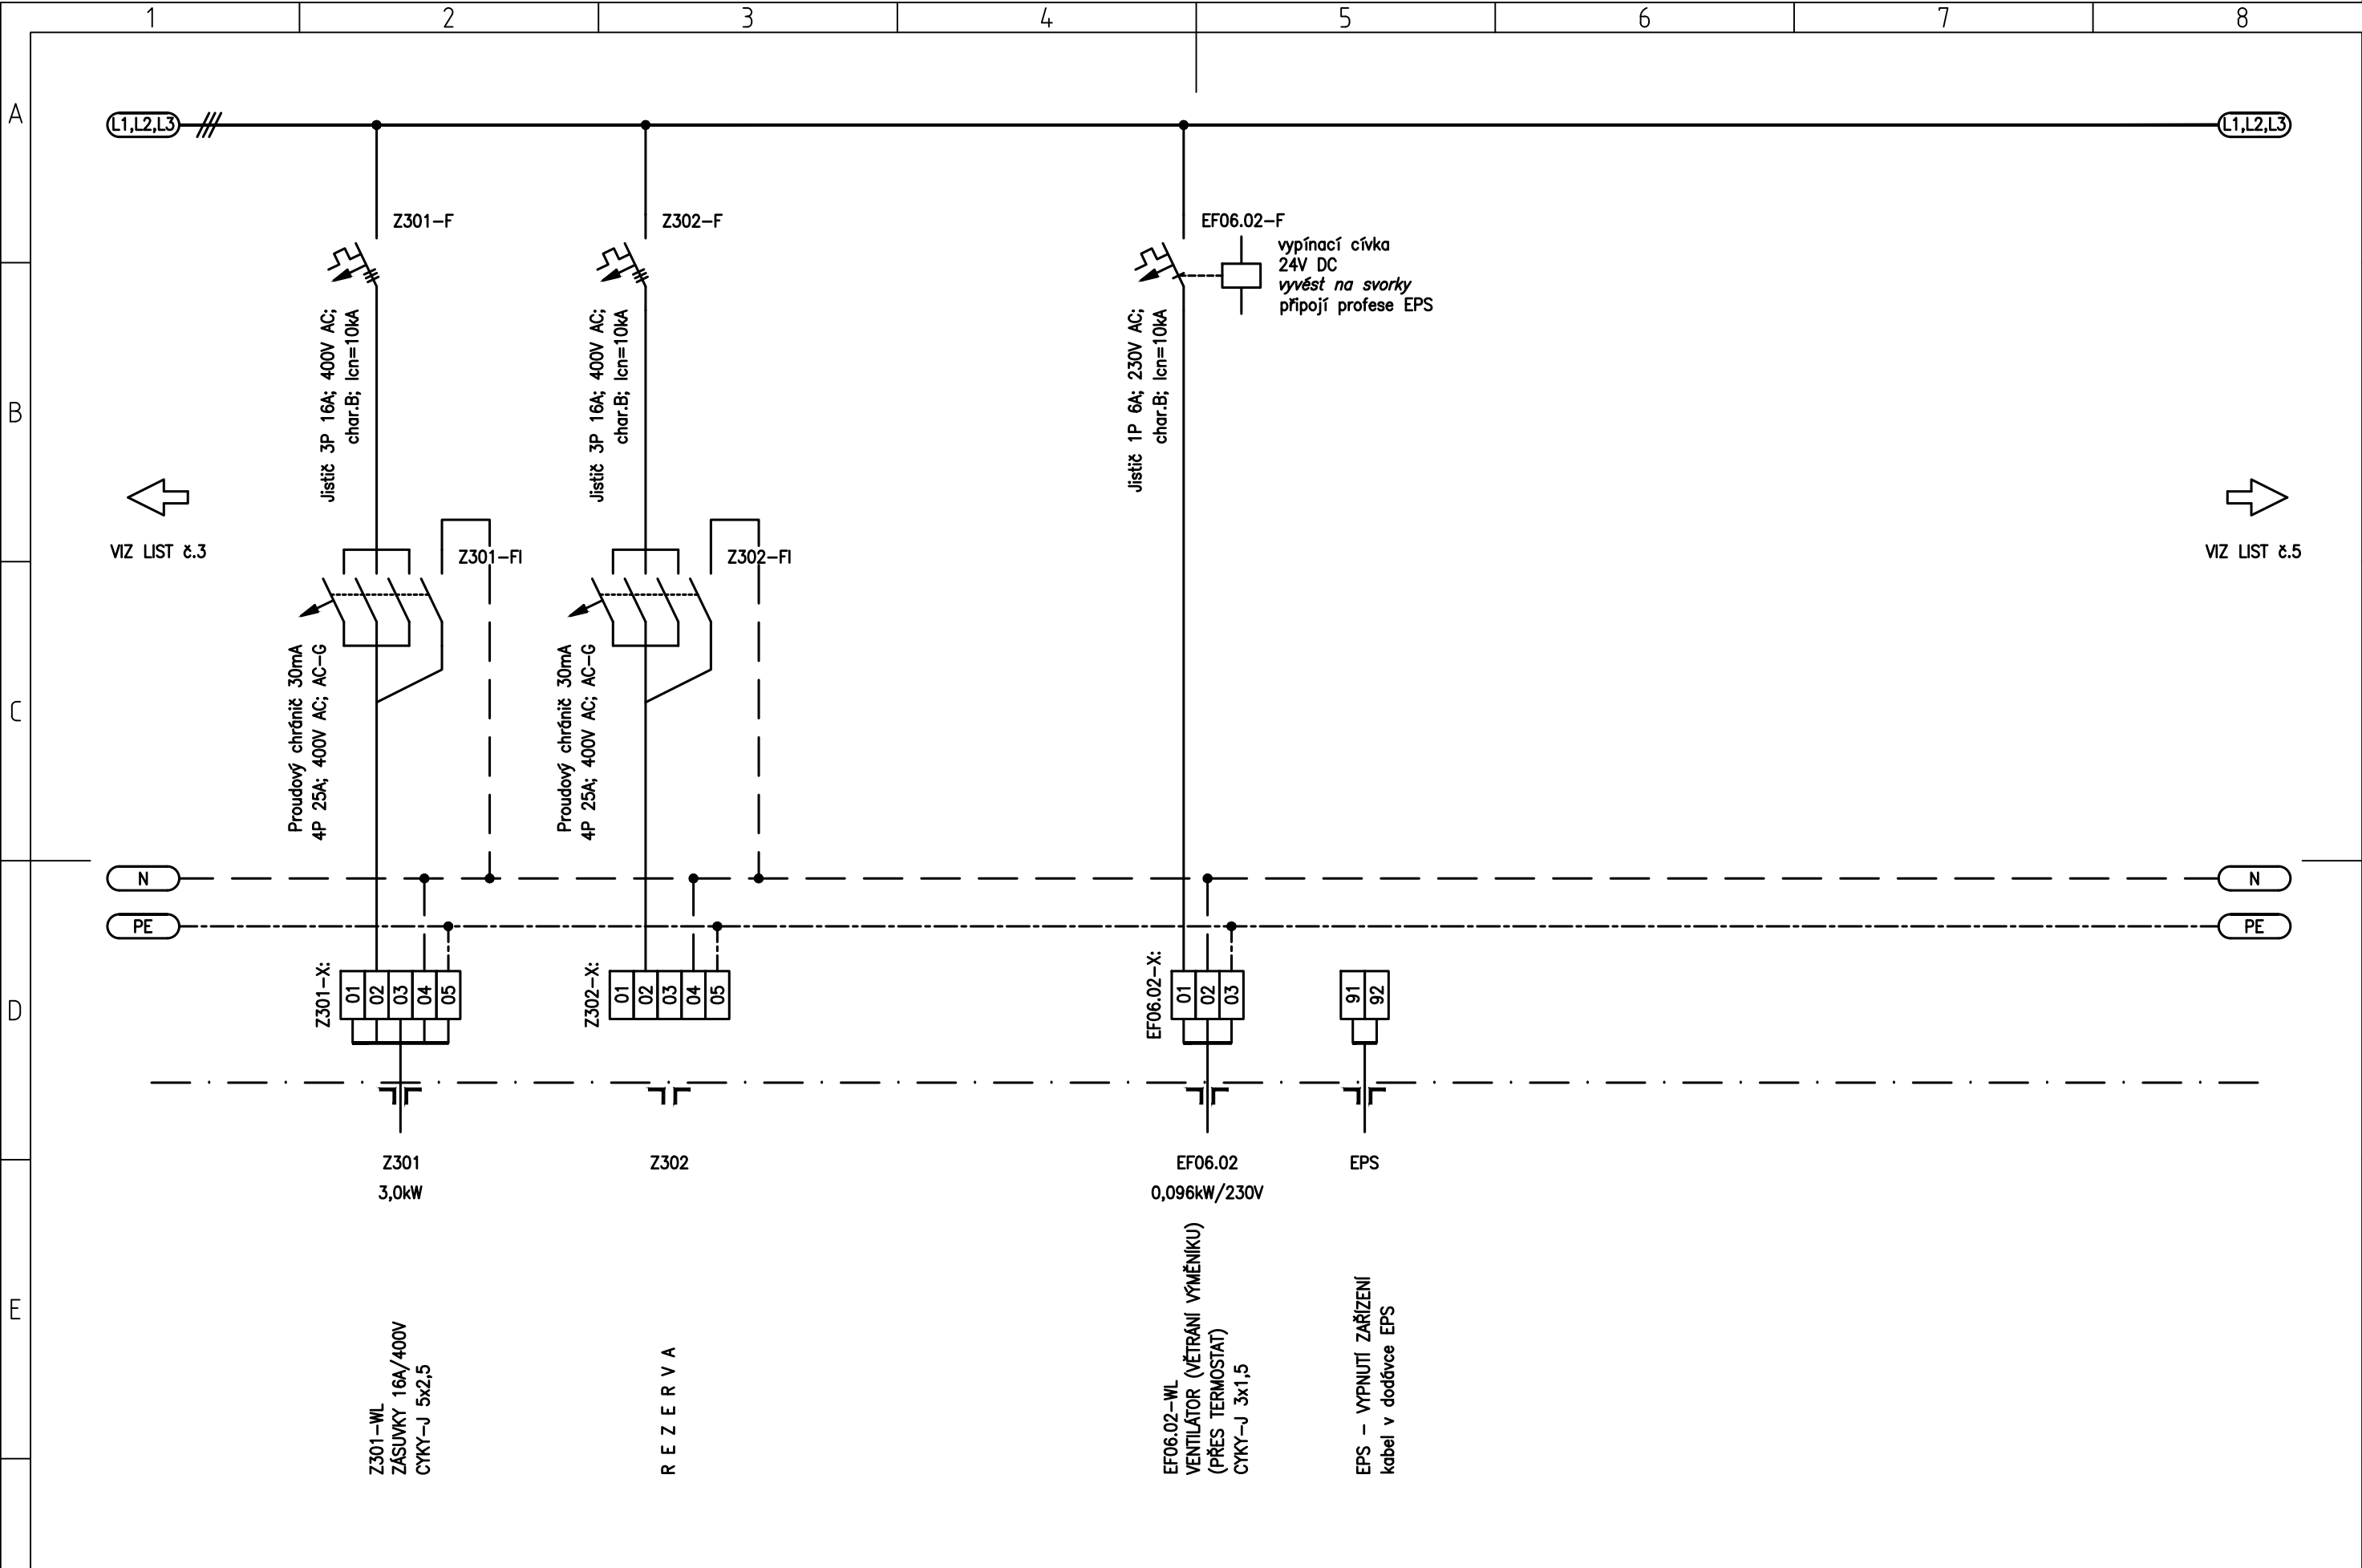 1 2 3 4 5 6 7 8
A
B
C
D
E
L1,L2,L3
L1,L2,L3
Z301-F
Z302-F
EF06.02-F
vypínací cívka
24V DC
vyvést na svorky
připojí profese EPS
Jistič 3P 16A; 400V AC;
char.B; Icn=10kA
Jistič 3P 16A; 400V AC;
char.B; Icn=10kA
Jistič 1P 6A; 230V AC;
char.B; Icn=10kA
VIZ LIST č.3
VIZ LIST č.5
Z301-FI
Z302-FI
Proudový chránič 30mA
4P 25A; 400V AC; AC-G
Proudový chránič 30mA
4P 25A; 400V AC; AC-G
N
N
PE
PE
Z301-X:
01 02 03 04 05
Z302-X:
01 02 03 04 05
EF06.02-X:
01 02 03
91 92
Z301
3,0kW
Z302
EF06.02
0,096kW/230V
EPS
Z301-WL
ZÁSUVKY 16A/400V
CYKY-J 5x2,5
R E Z E R V A
EF06.02-WL
VENTILÁTOR (VĚTRÁNÍ VÝMĚNÍKU)
(PŘES TERMOSTAT)
CYKY-J 3x1,5
EPS - VYPNUTÍ ZAŘÍZENÍ
kabel v dodávce EPS